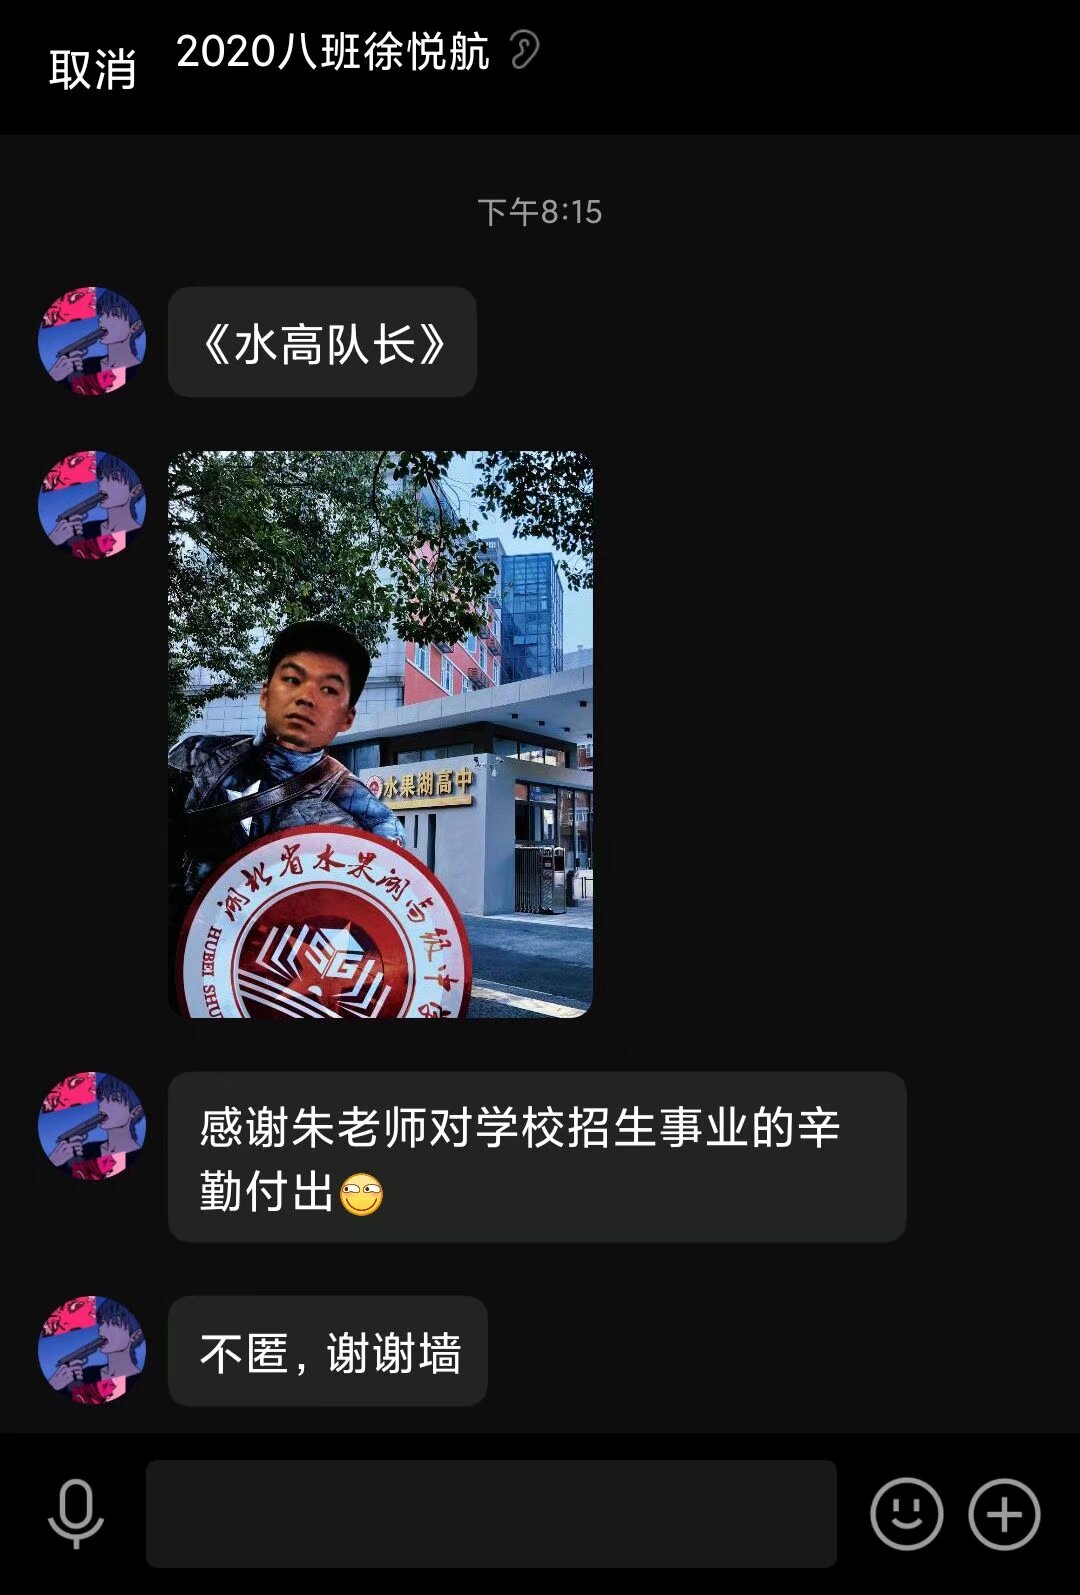 取消
2020八班徐悦航
下午8:15
《水高队长》
水果湖高中
湖北省水果湖高级中学
HUBEI SHU
SG
感谢朱老师对学校招生事业的辛
勤付出
不匿，谢谢墙